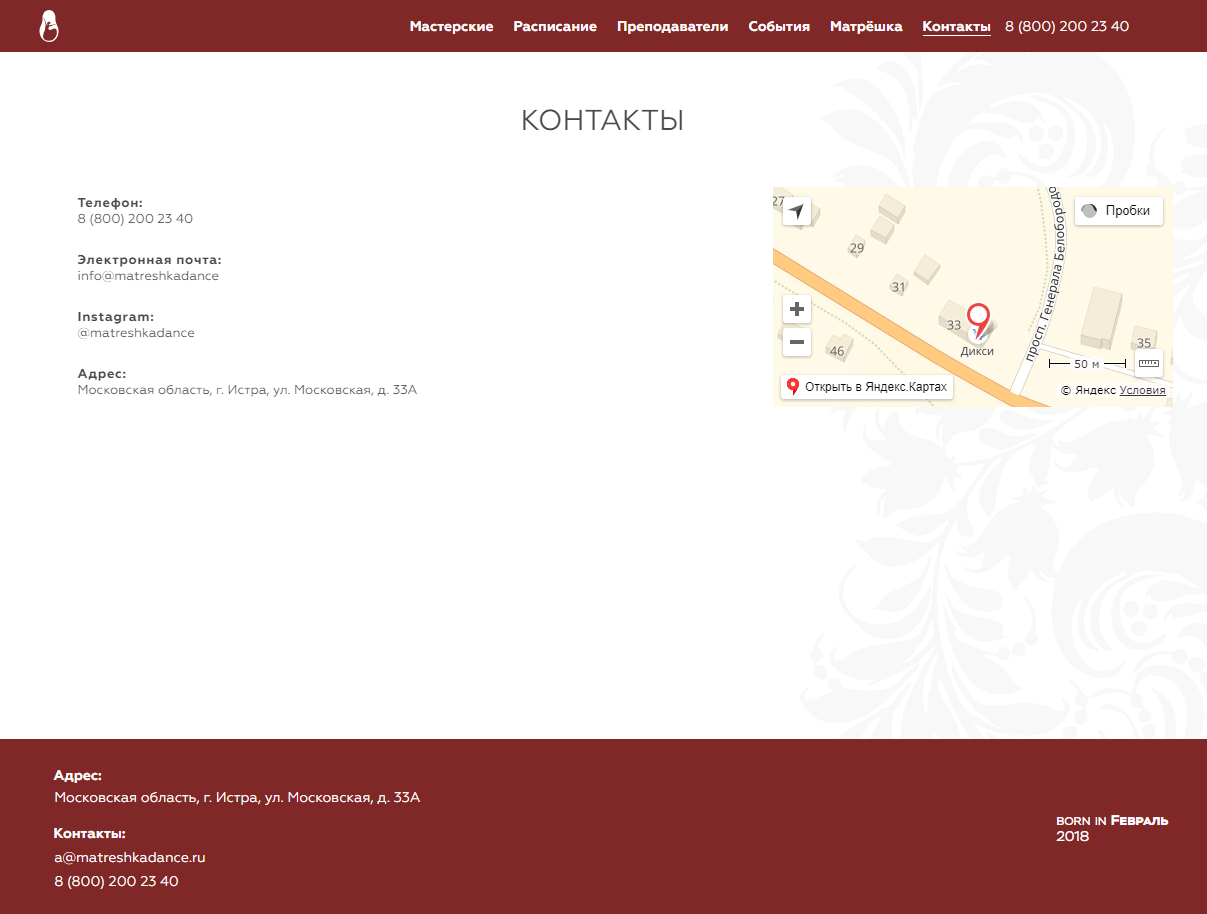 Мастерские Расписание Преподаватели События Матрёшка Контакты 8 (800) 200 23 40
КОНТАКТЫ
Телефон:
8 (800) 200 23 40
Электронная почта:
info@matreshkadance
Instagram:
@matreshkadance
Адрес:
Московская область, г. Истра, ул. Московская, д. 33А
27
Пробки
29
31
33
Дикси
46
35
просп. Генерала Белобородо
50 м
Открыть в Яндекс.Картах
© Яндекс Условия
Адрес:
Московская область, г. Истра, ул. Московская, д. 33А
Контакты:
a@matreshkadance.ru
8 (800) 200 23 40
BORN IN ФЕВРАЛЬ
2018